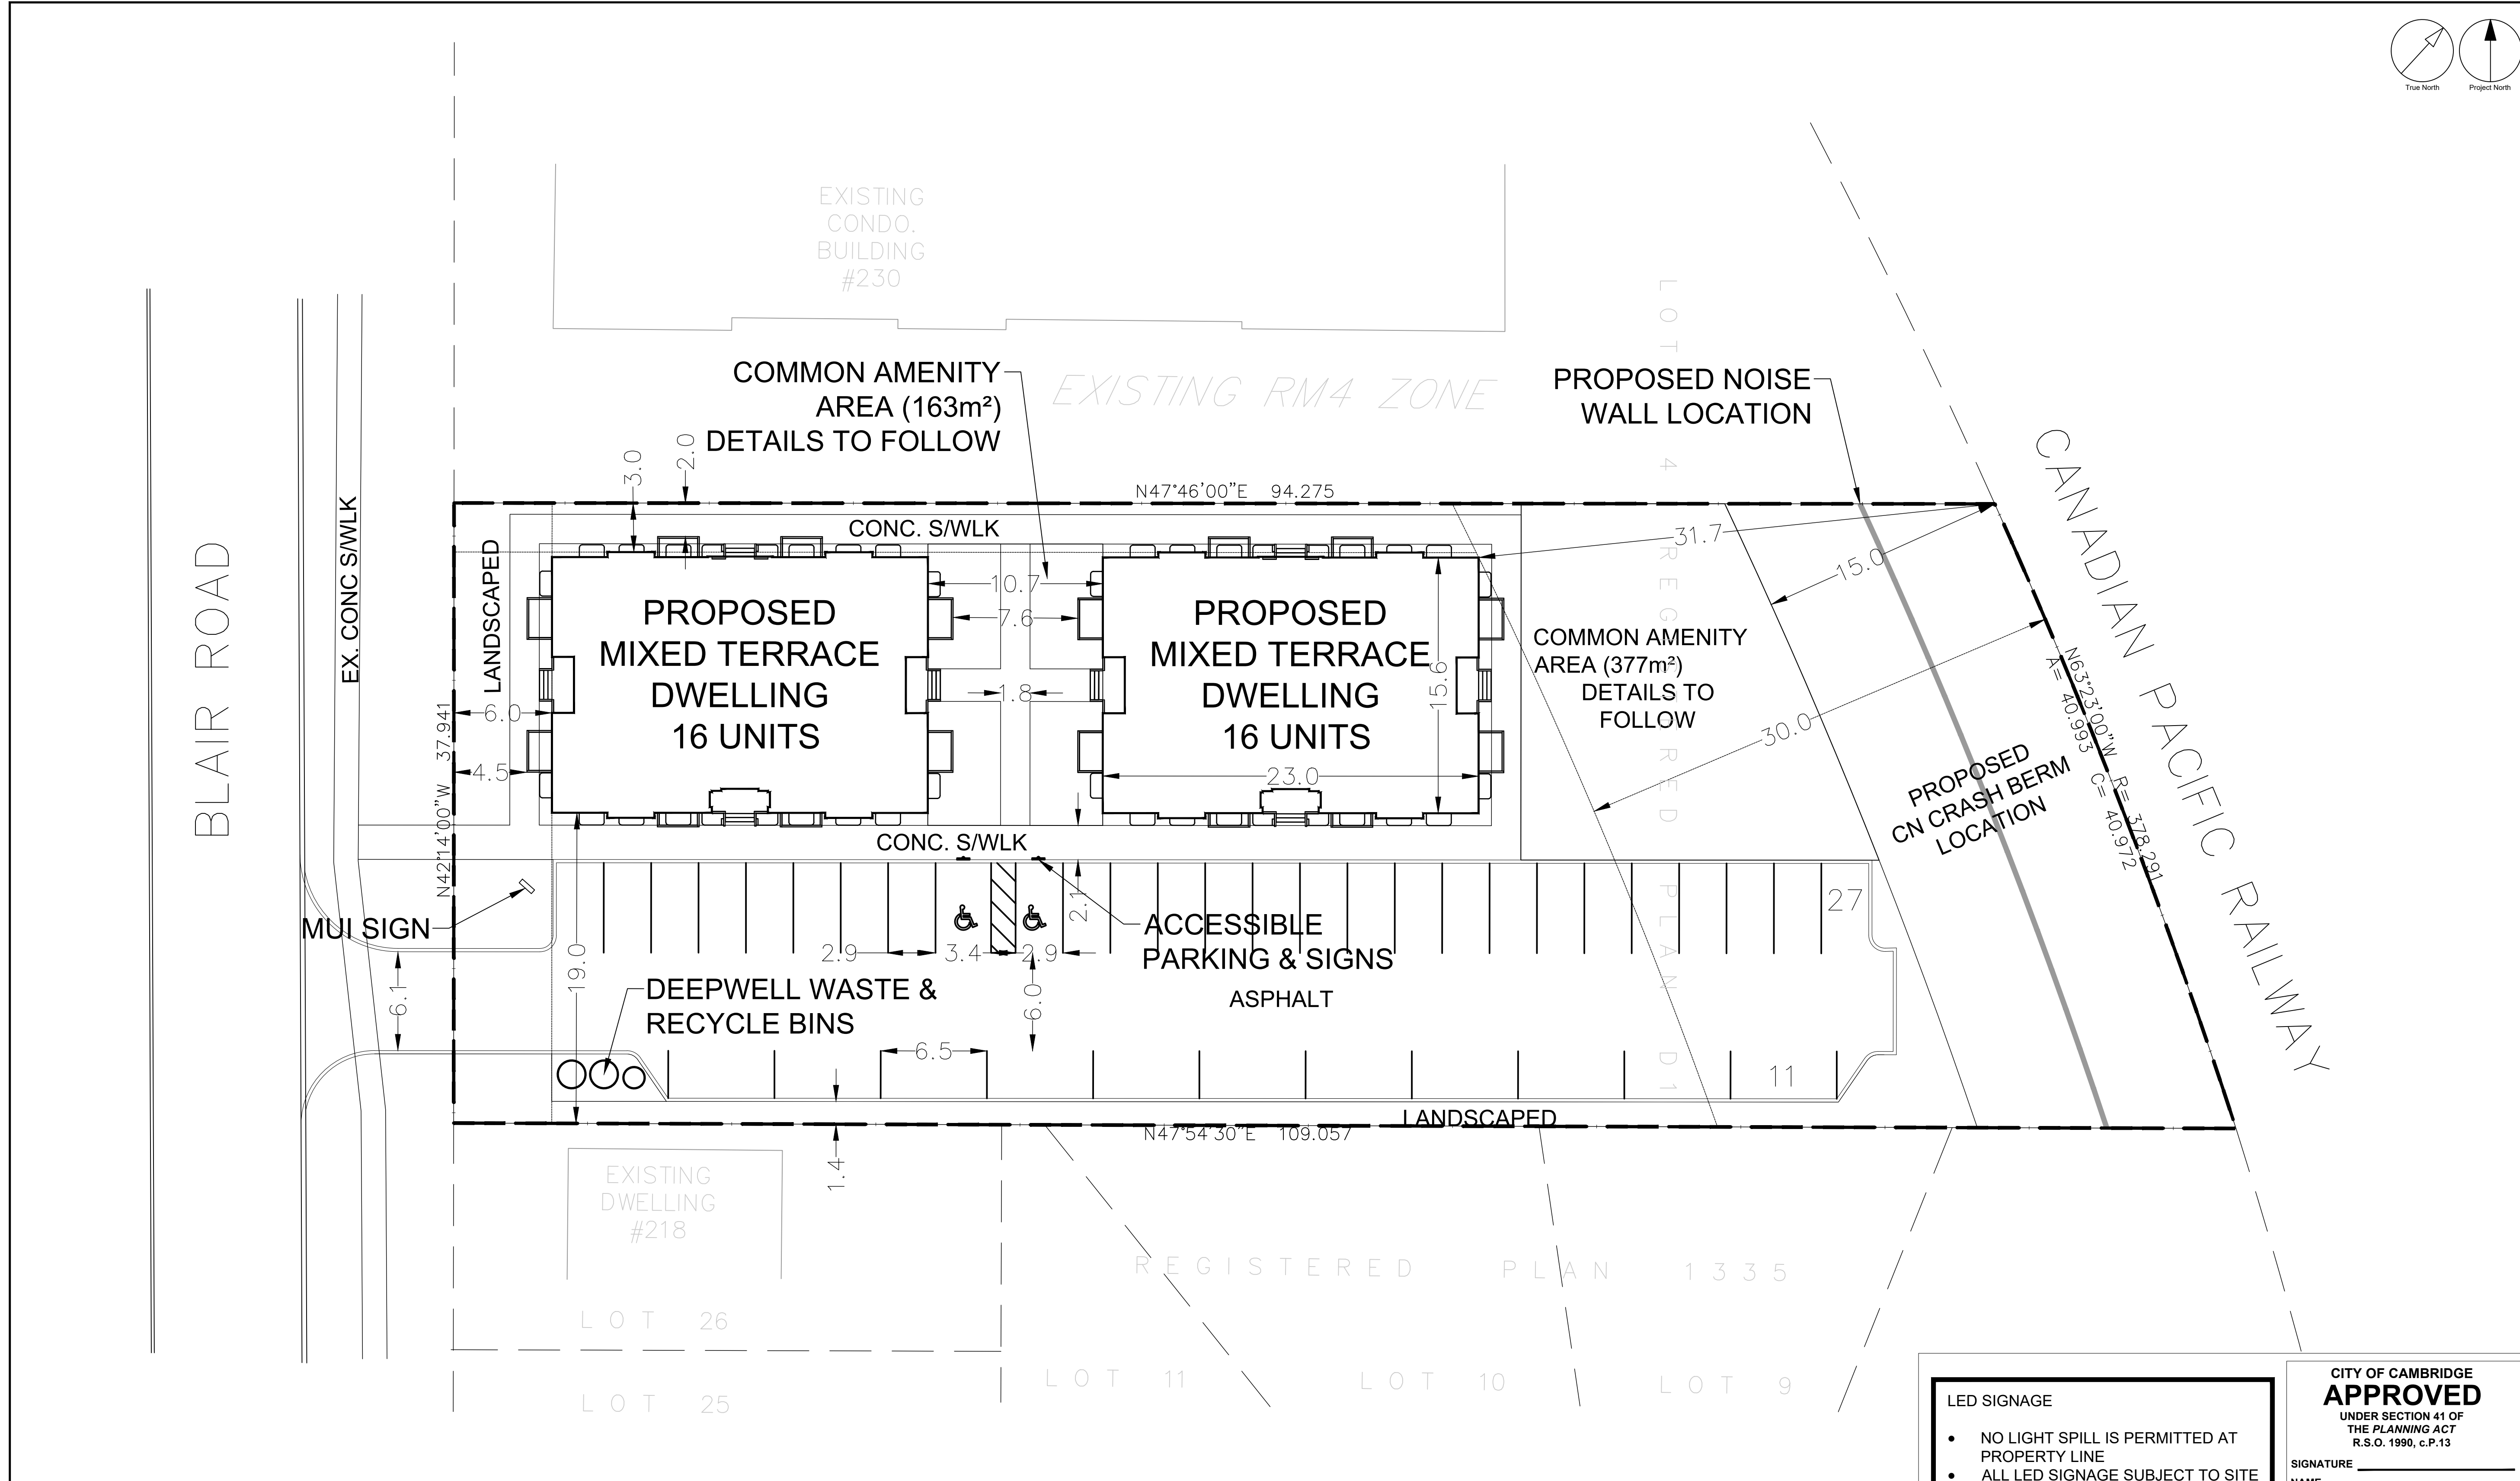 True North
Project North
EXISTING
CONDO.
BUILDING
#230
COMMON AMENITY
AREA (163m²)
DETAILS TO FOLLOW
EXISTING RM4 ZONE
PROPOSED NOISE
WALL LOCATION
LOT 4 REGISTERED PLAN D1
CANADIAN PACIFIC RAILWAY
BLAIR ROAD
EX. CONC S/WLK
LANDSCAPED
3.0
2.0
N47°46'00"E 94.275
CONC. S/WLK
31.7
15.0
10.7
7.6
1.8
PROPOSED
MIXED TERRACE
DWELLING
16 UNITS
PROPOSED
MIXED TERRACE
DWELLING
16 UNITS
15.6
23.0
COMMON AMENITY
AREA (377m²)
DETAILS TO
FOLLOW
30.0
PROPOSED
CN CRASH BERM
LOCATION
N63°23'00"W R= 378.291
A= 40.993 C= 40.972
N42°14'00"W 37.941
6.0
4.5
CONC. S/WLK
MUI SIGN
2.1
27
ACCESSIBLE
PARKING & SIGNS
2.9
3.4
2.9
19.0
6.1
DEEPWELL WASTE &
RECYCLE BINS
6.0
ASPHALT
6.5
11
LANDSCAPED
N47°54'30"E 109.057
1.4
EXISTING
DWELLING
#218
REGISTERED PLAN 1335
LOT 26
LOT 11
LOT 10
LOT 9
LOT 25
LED SIGNAGE
• NO LIGHT SPILL IS PERMITTED AT
PROPERTY LINE
• ALL LED SIGNAGE SUBJECT TO SITE
CITY OF CAMBRIDGE
APPROVED
UNDER SECTION 41 OF
THE PLANNING ACT
R.S.O. 1990, c.P.13
SIGNATURE